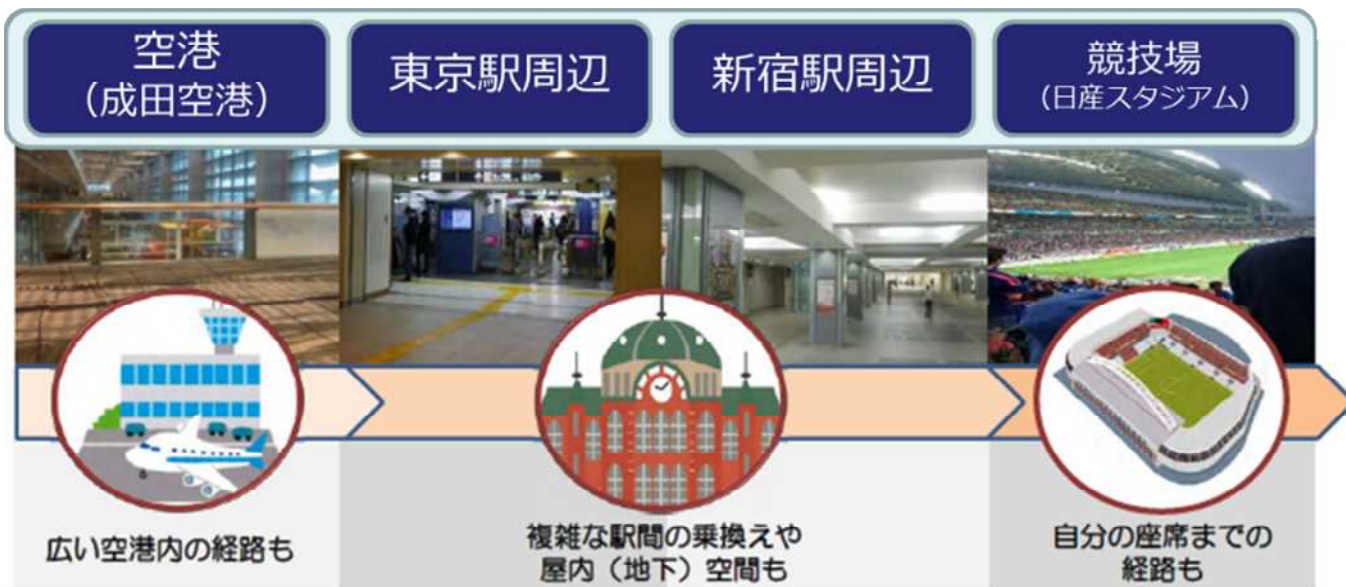 空港
（成田空港）
東京駅周辺
新宿駅周辺
競技場
（日産スタジアム）
広い空港内の経路も
複雑な駅間の乗換えや
屋内（地下）空間も
自分の座席までの
経路も